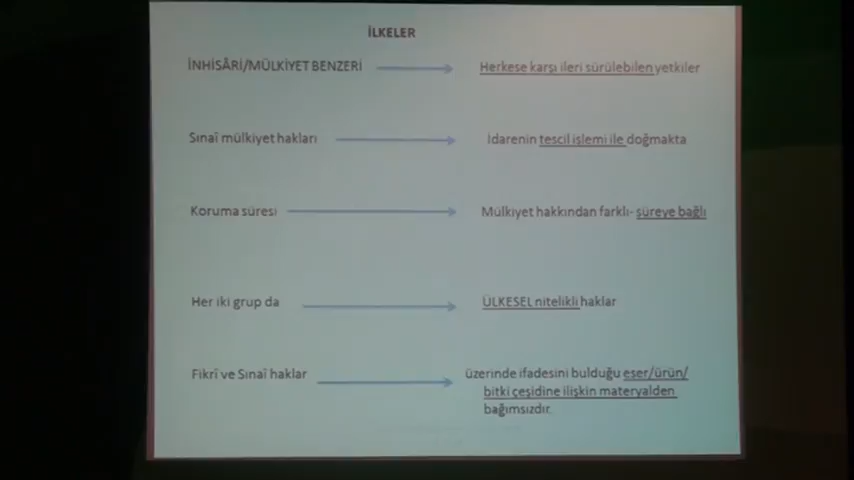 İLKELER
İNHİSÂRİ/MÜLKİYET BENZERİ Herkese karşı ileri sürülebilen yetkiler
Sınaî mülkiyet hakları İdarenin tescil işlemi ile doğmakta
Koruma süresi Mülkiyet hakkından farklı- süreye bağlı
Her iki grup da ÜLKESEL nitelikli haklar
Fikrî ve Sınaî haklar üzerinde ifadesini bulduğu eser/ürün/
bitki çeşidine ilişkin materyalden
bağımsızdır.